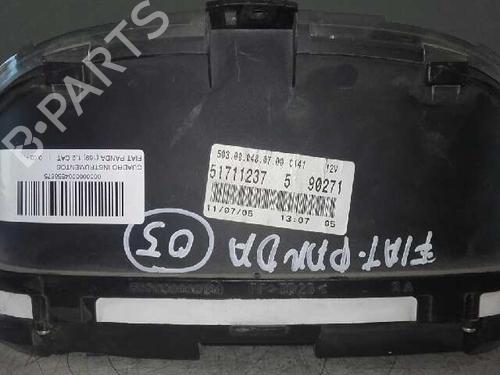 B-PARTS
503.00.048.07.00 C141 12V
51711237 5 90271
11/07/05 13:07 05
0000000004550875
CUADRO INSTRUMENTOS
FIAT PANDA (169) 1.2 CAT
FIAT-PANDA 05